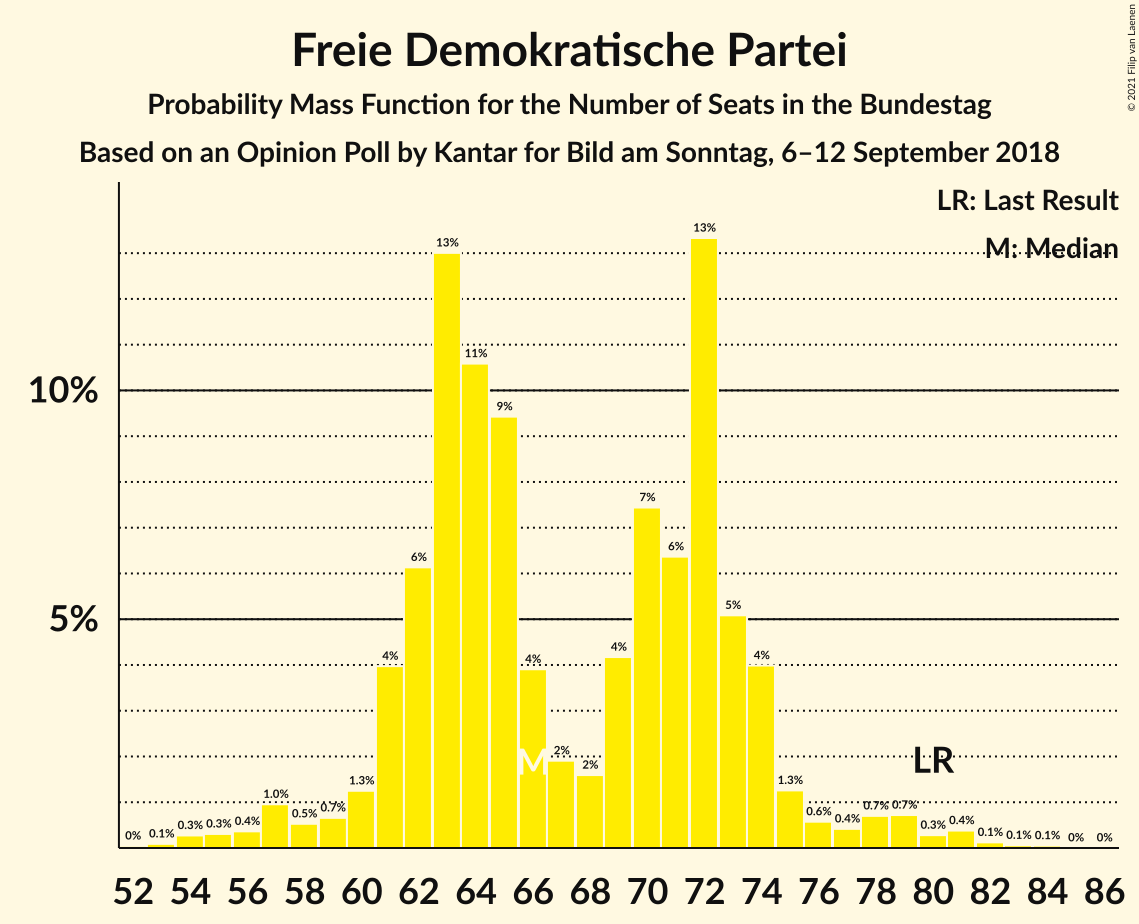 Freie Demokratische Partei
Probability Mass Function for the Number of Seats in the Bundestag
Based on an Opinion Poll by Kantar for Bild am Sonntag, 6–12 September 2018
© 2021 Filip van Laenen
LR: Last Result
M: Median
10%
5%
0% 0.1% 0.3% 0.3% 0.4% 1.0% 0.5% 0.7% 1.3% 4% 6% 13% 11% 9% 4% 2% 2% 4% 7% 6% 13% 5% 4% 1.3% 0.6% 0.4% 0.7% 0.7% 0.3% 0.4% 0.1% 0.1% 0.1% 0% 0%
M
LR
52 54 56 58 60 62 64 66 68 70 72 74 76 78 80 82 84 86